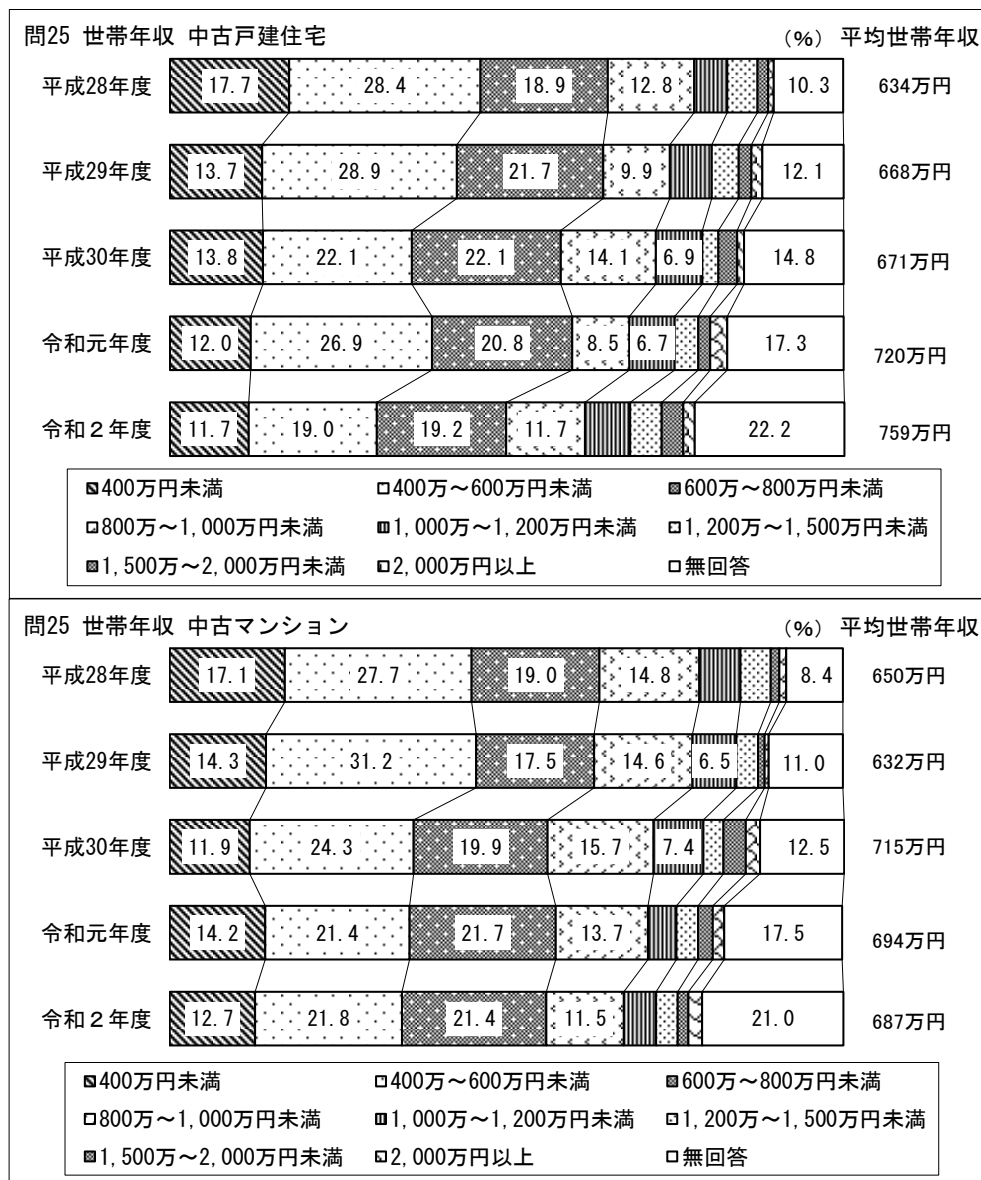 問25 世帯年収 中古戸建住宅 (%) 平均世帯年収
平成28年度 17.7 28.4 18.9 12.8 10.3 634万円
平成29年度 13.7 28.9 21.7 9.9 12.1 668万円
平成30年度 13.8 22.1 22.1 14.1 6.9 14.8 671万円
令和元年度 12.0 26.9 20.8 8.5 6.7 17.3 720万円
令和２年度 11.7 19.0 19.2 11.7 22.2 759万円
400万円未満 400万～600万円未満 600万～800万円未満
800万～1,000万円未満 1,000万～1,200万円未満 1,200万～1,500万円未満
1,500万～2,000万円未満 2,000万円以上 無回答
問25 世帯年収 中古マンション (%) 平均世帯年収
平成28年度 17.1 27.7 19.0 14.8 8.4 650万円
平成29年度 14.3 31.2 17.5 14.6 6.5 11.0 632万円
平成30年度 11.9 24.3 19.9 15.7 7.4 12.5 715万円
令和元年度 14.2 21.4 21.7 13.7 17.5 694万円
令和２年度 12.7 21.8 21.4 11.5 21.0 687万円
400万円未満 400万～600万円未満 600万～800万円未満
800万～1,000万円未満 1,000万～1,200万円未満 1,200万～1,500万円未満
1,500万～2,000万円未満 2,000万円以上 無回答